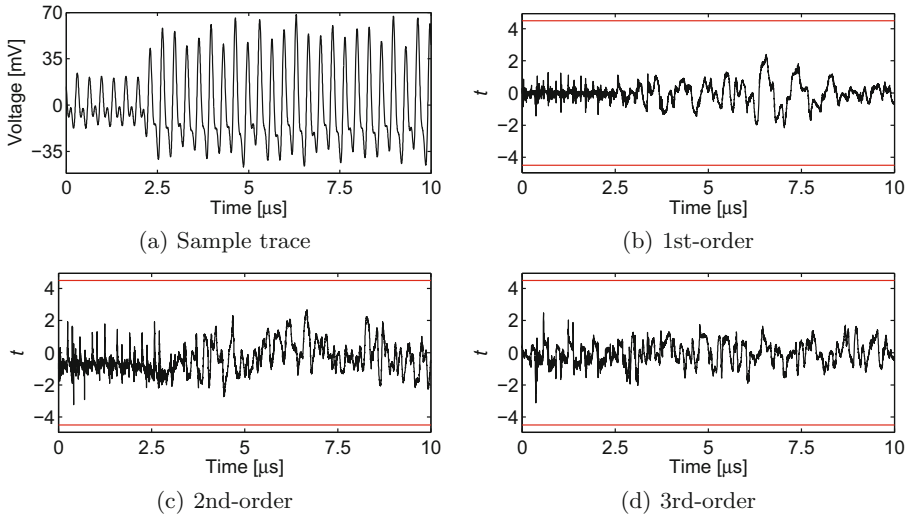 70
35
0
−35
Voltage [mV]
0 2.5 5 7.5 10
Time [μs]
(a) Sample trace
4
2
0
−2
−4
t
0 2.5 5 7.5 10
Time [μs]
(b) 1st-order
4
2
0
−2
−4
t
0 2.5 5 7.5 10
Time [μs]
(c) 2nd-order
4
2
0
−2
−4
t
0 2.5 5 7.5 10
Time [μs]
(d) 3rd-order